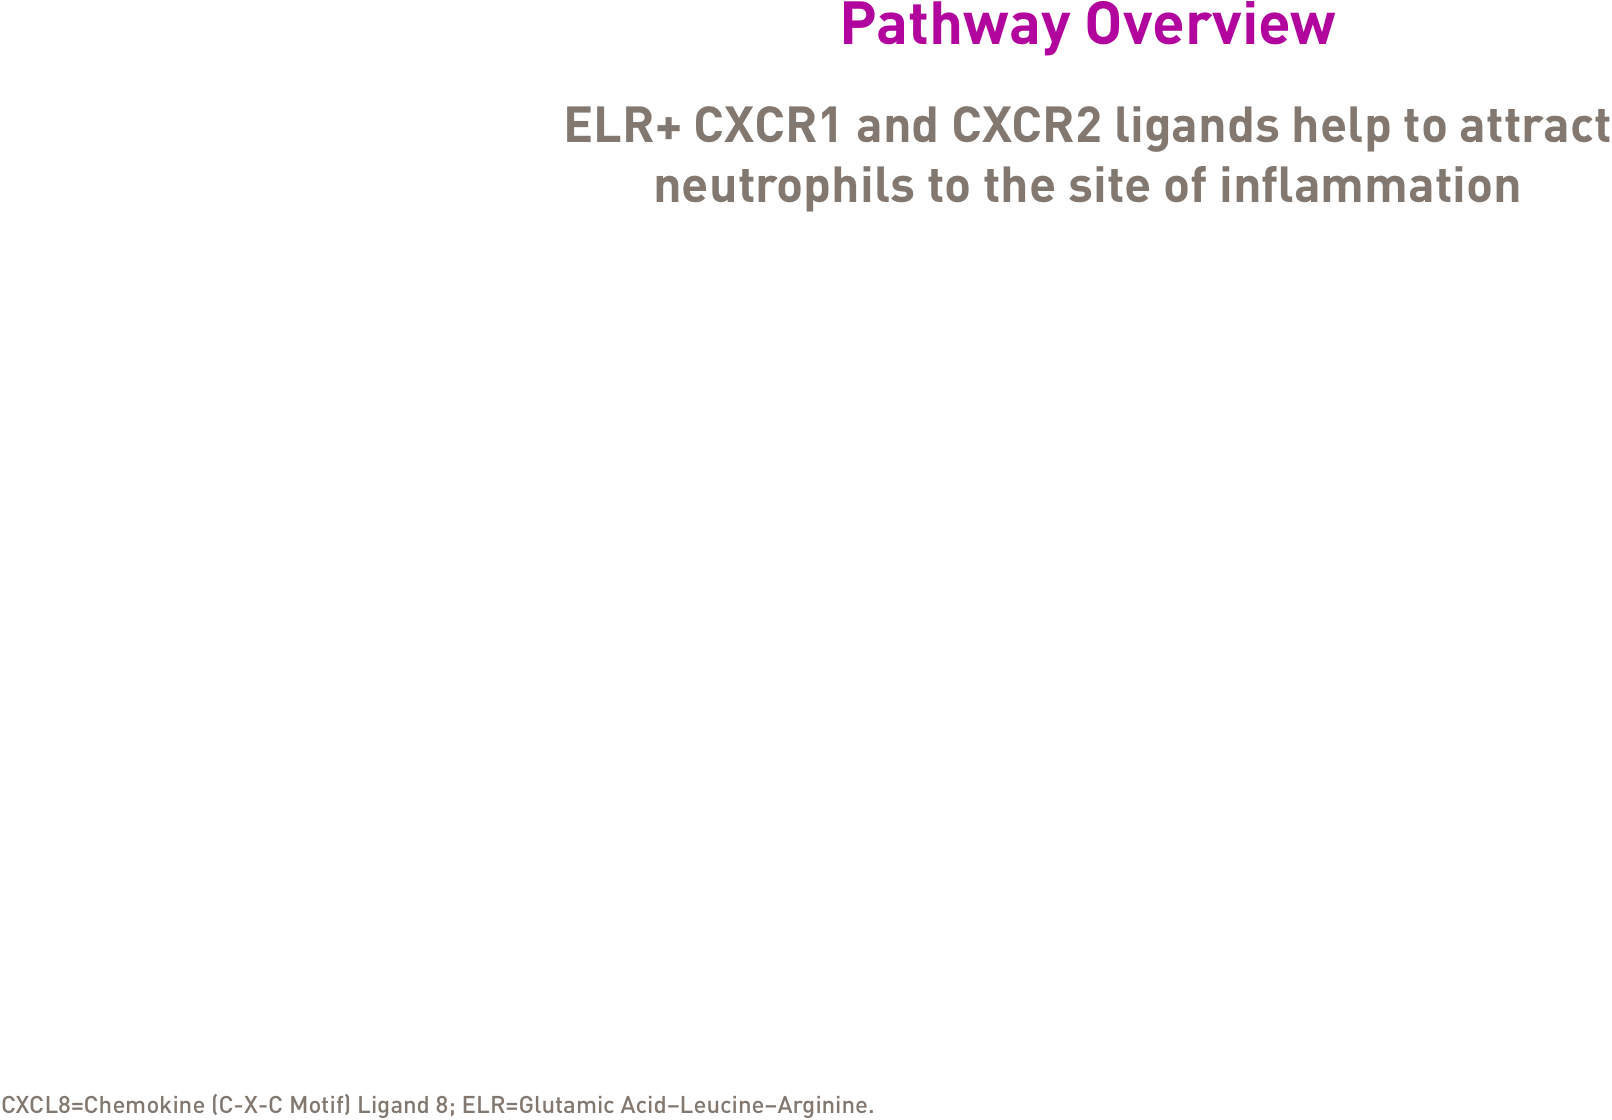 Pathway Overview
ELR+ CXCR1 and CXCR2 ligands help to attract
neutrophils to the site of inflammation
CXCL8=Chemokine (C-X-C Motif) Ligand 8; ELR=Glutamic Acid–Leucine–Arginine.